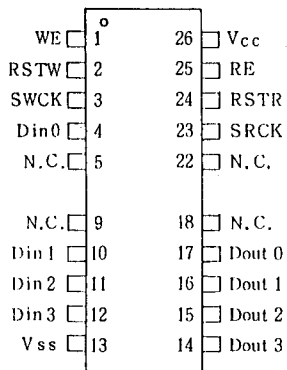 WE 1 26 Vcc
RSTW 2 25 RE
SWCK 3 24 RSTR
Din0 4 23 SRCK
N.C. 5 22 N.C.
N.C. 9 18 N.C.
Din1 10 17 Dout 0
Din2 11 16 Dout 1
Din3 12 15 Dout 2
Vss 13 14 Dout 3